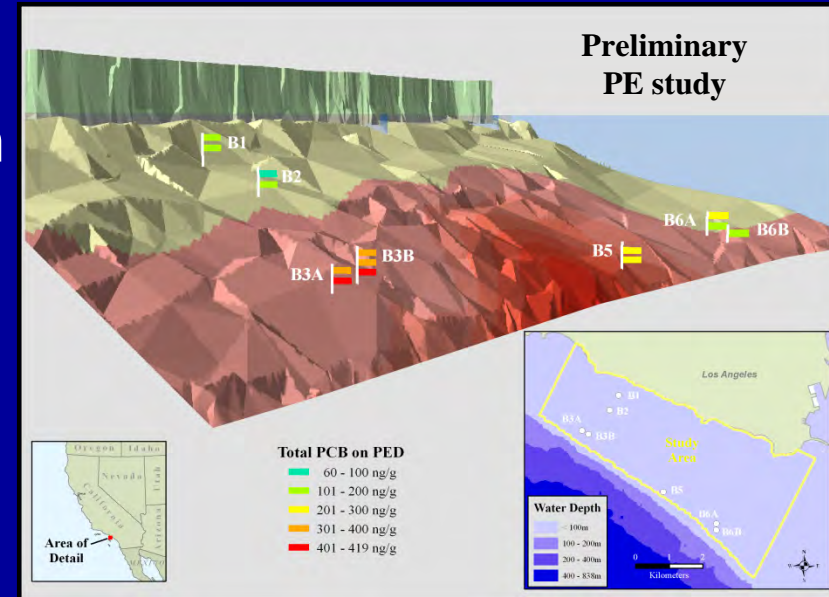 Preliminary
PE study
B1
B2
B3A
B3B
B5
B6A
B6B
Total PCB on PED
60 - 100 ng/g
101 - 200 ng/g
201 - 300 ng/g
301 - 400 ng/g
401 - 419 ng/g
Oregon
Idaho
Nevada
Utah
California
Arizona
MEXICO
Area of
Detail
Los Angeles
B1
B2
B3A
B3B
Study
Area
B5
B6A
B6B
Water Depth
< 100m
100 - 200m
200 - 400m
400 - 838m
0 1 2
Kilometers
N